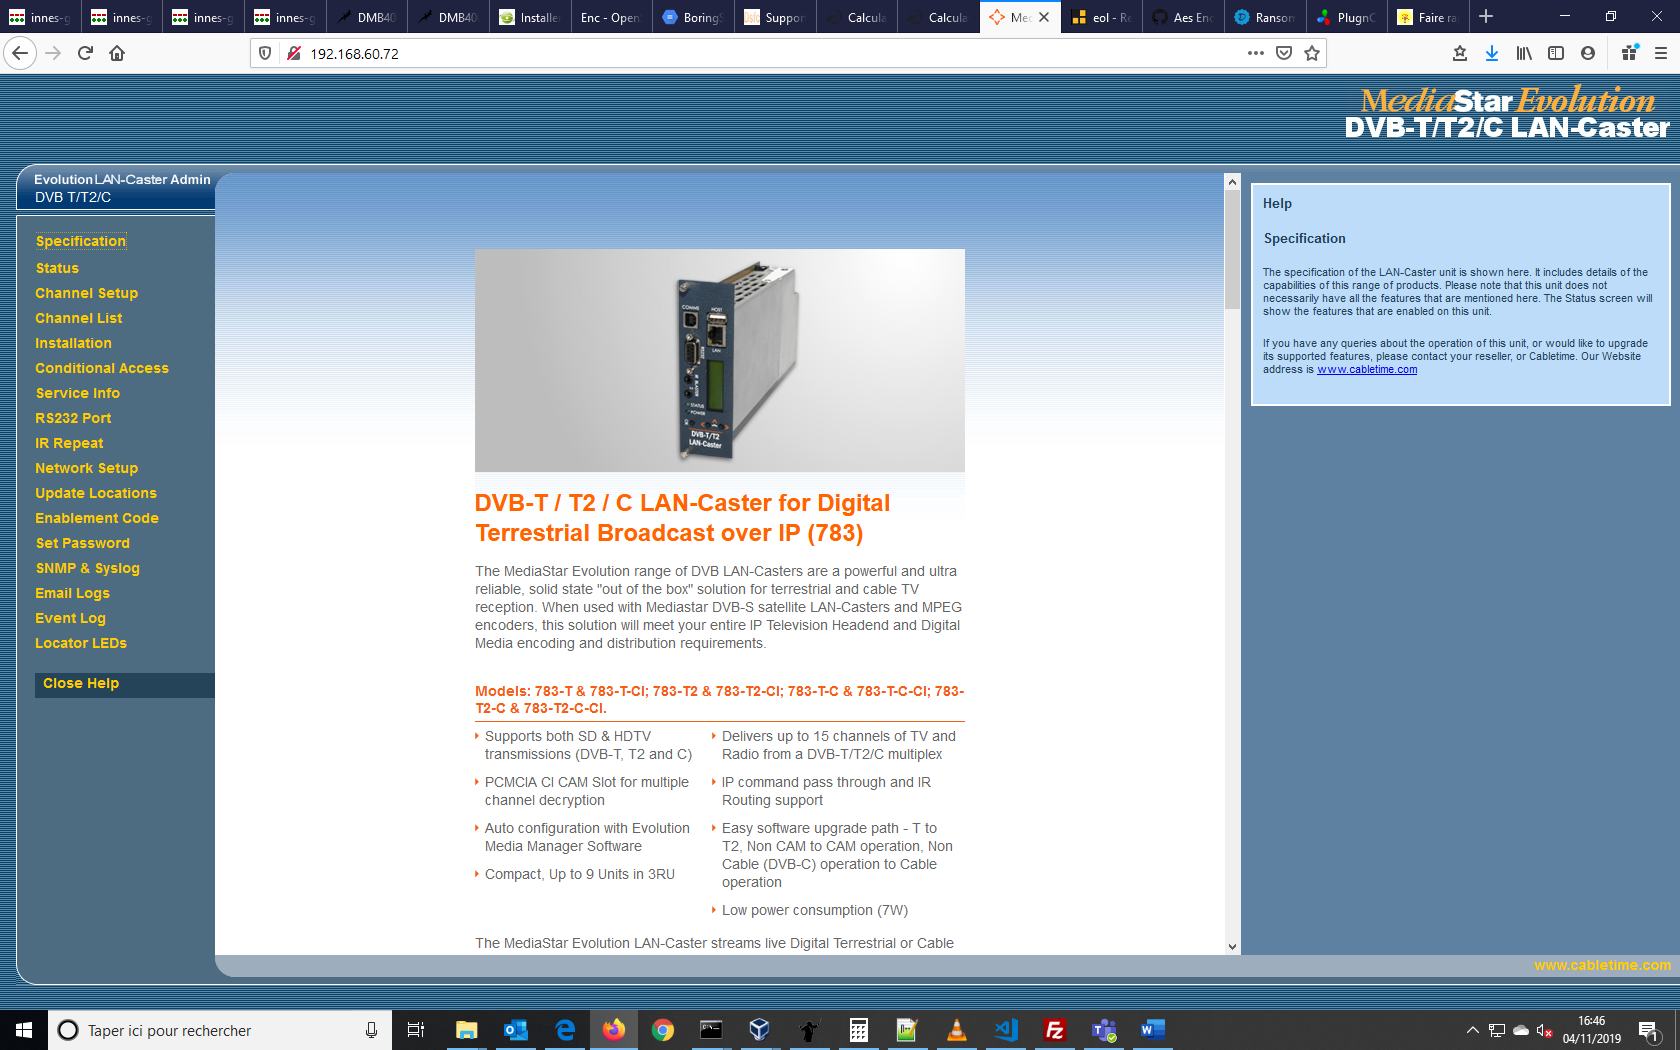 innes-g
innes-g
innes-g
innes-g
DMB40
DMB40
Installer
Enc - Open
BoringS
Support
Calcula
Calcula
Med
eol - Re
Aes Enc
Ransom
PlugnC
Faire ra
192.168.60.72
MediaStar Evolution
DVB-T/T2/C LAN-Caster
Evolution LAN-Caster Admin
DVB T/T2/C
Specification
Status
Channel Setup
Channel List
Installation
Conditional Access
Service Info
RS232 Port
IR Repeat
Network Setup
Update Locations
Enablement Code
Set Password
SNMP & Syslog
Email Logs
Event Log
Locator LEDs
Close Help
COMMS
HOST
LAN
RESET
STATUS
POWER
DVB-T/T2
LAN-Caster
DVB-T / T2 / C LAN-Caster for Digital
Terrestrial Broadcast over IP (783)
The MediaStar Evolution range of DVB LAN-Casters are a powerful and ultra
reliable, solid state "out of the box" solution for terrestrial and cable TV
reception. When used with Mediastar DVB-S satellite LAN-Casters and MPEG
encoders, this solution will meet your entire IP Television Headend and Digital
Media encoding and distribution requirements.
Models: 783-T & 783-T-CI; 783-T2 & 783-T2-CI; 783-T-C & 783-T-C-CI; 783-
T2-C & 783-T2-C-CI.
Supports both SD & HDTV
transmissions (DVB-T, T2 and C)
PCMCIA CI CAM Slot for multiple
channel decryption
Auto configuration with Evolution
Media Manager Software
Compact, Up to 9 Units in 3RU
Delivers up to 15 channels of TV and
Radio from a DVB-T/T2/C multiplex
IP command pass through and IR
Routing support
Easy software upgrade path - T to
T2, Non CAM to CAM operation, Non
Cable (DVB-C) operation to Cable
operation
Low power consumption (7W)
The MediaStar Evolution LAN-Caster streams live Digital Terrestrial or Cable
Help
Specification
The specification of the LAN-Caster unit is shown here. It includes details of the
capabilities of this range of products. Please note that this unit does not
necessarily have all the features that are mentioned here. The Status screen will
show the features that are enabled on this unit.
If you have any queries about the operation of this unit, or would like to upgrade
its supported features, please contact your reseller, or Cabletime. Our Website
address is www.cabletime.com
www.cabletime.com
Taper ici pour rechercher
16:46
04/11/2019
1